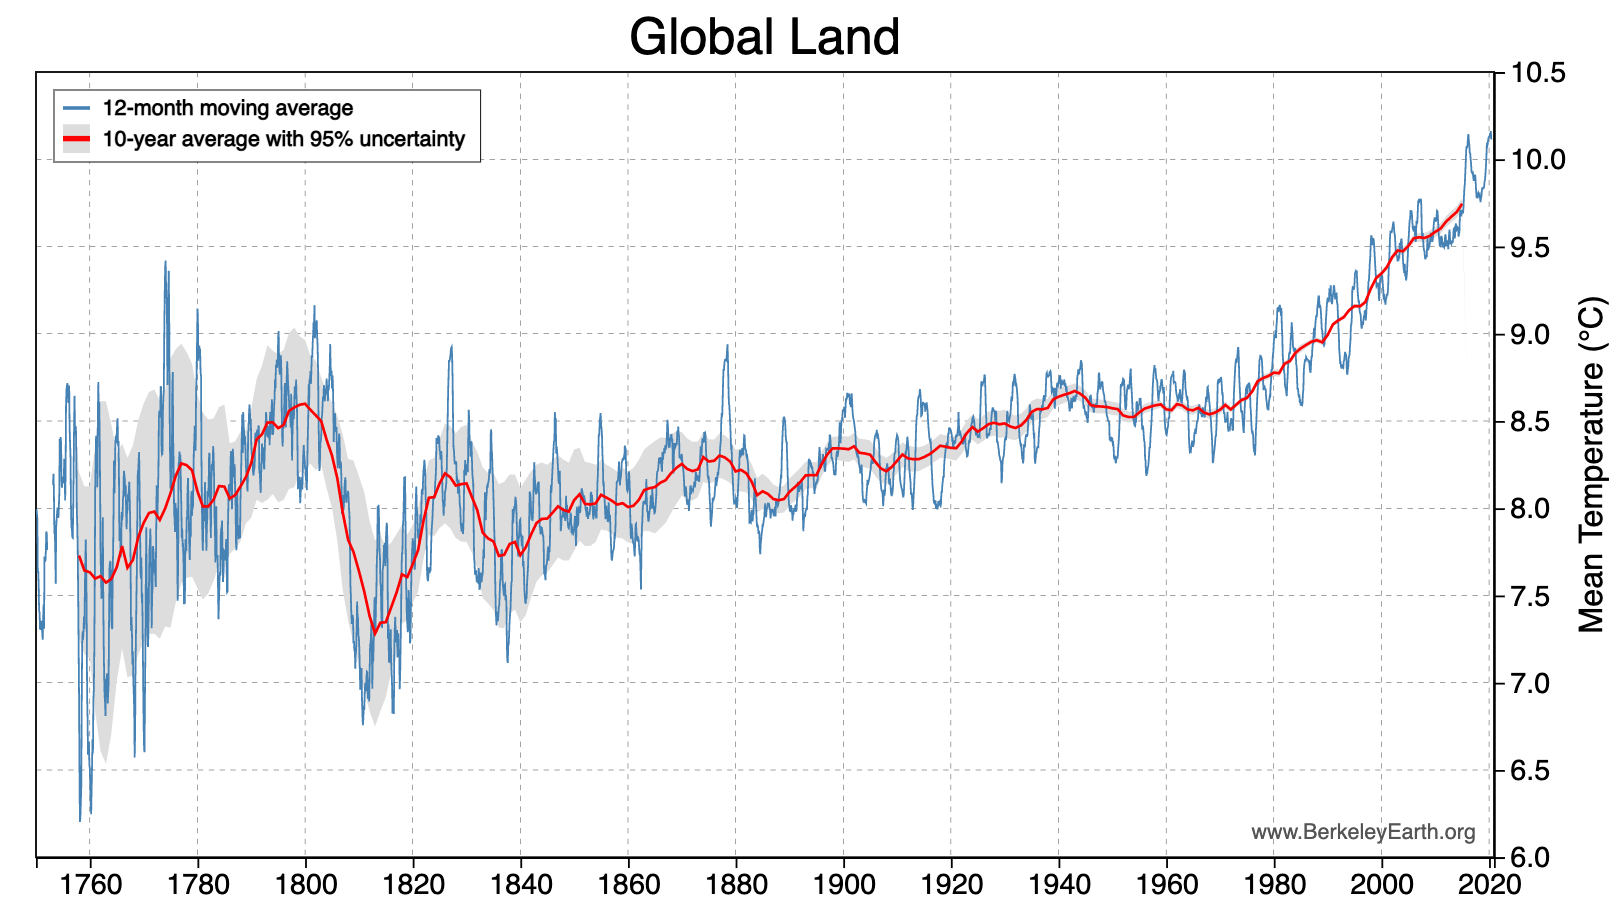 Global Land
12-month moving average
10-year average with 95% uncertainty
10.5
10.0
9.5
9.0
8.5
8.0
7.5
7.0
6.5
6.0
Mean Temperature (°C)
www.BerkeleyEarth.org
1760 1780 1800 1820 1840 1860 1880 1900 1920 1940 1960 1980 2000 2020